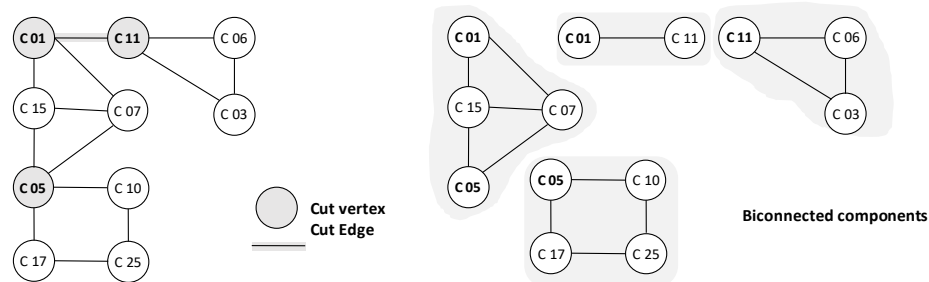 C 01 C 11 C 06
C 15 C 07 C 03
C 05 C 10
C 17 C 25
Cut vertex
Cut Edge
C 01 C 01 C 11 C 11 C 06
C 15 C 07 C 03
C 05 C 05 C 10
C 17 C 25
Biconnected components